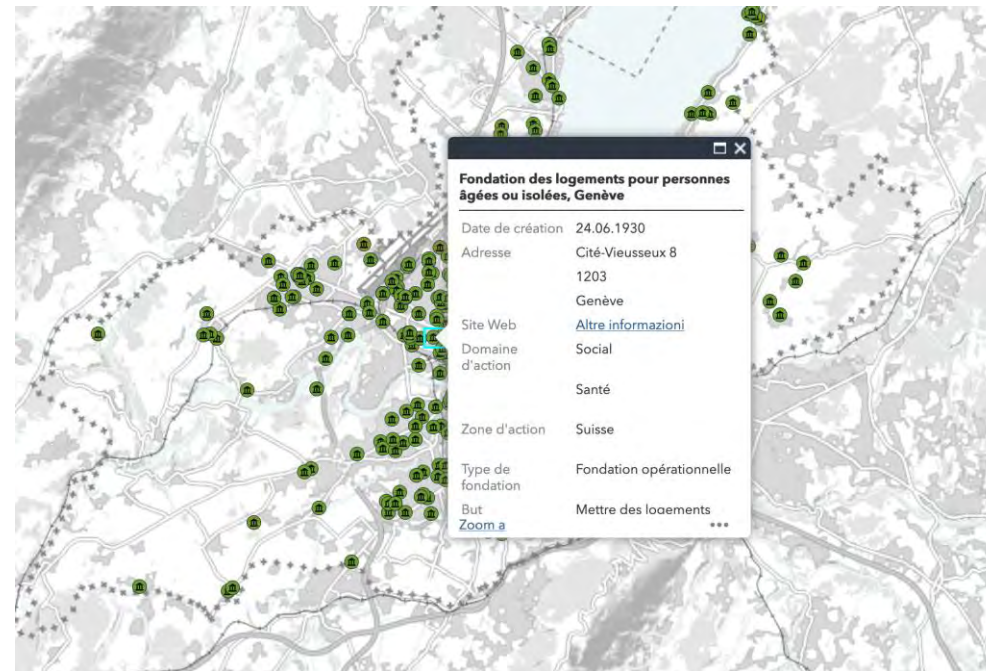 Fondation des logements pour personnes
âgées ou isolées, Genève
Date de création 24.06.1930
Adresse Cité-Vieusseux 8
1203
Genève
Site Web Altre informazioni
Domaine Social
d'action
Santé
Zone d'action Suisse
Type de Fondation opérationnelle
fondation
But Mettre des logements
Zoom a